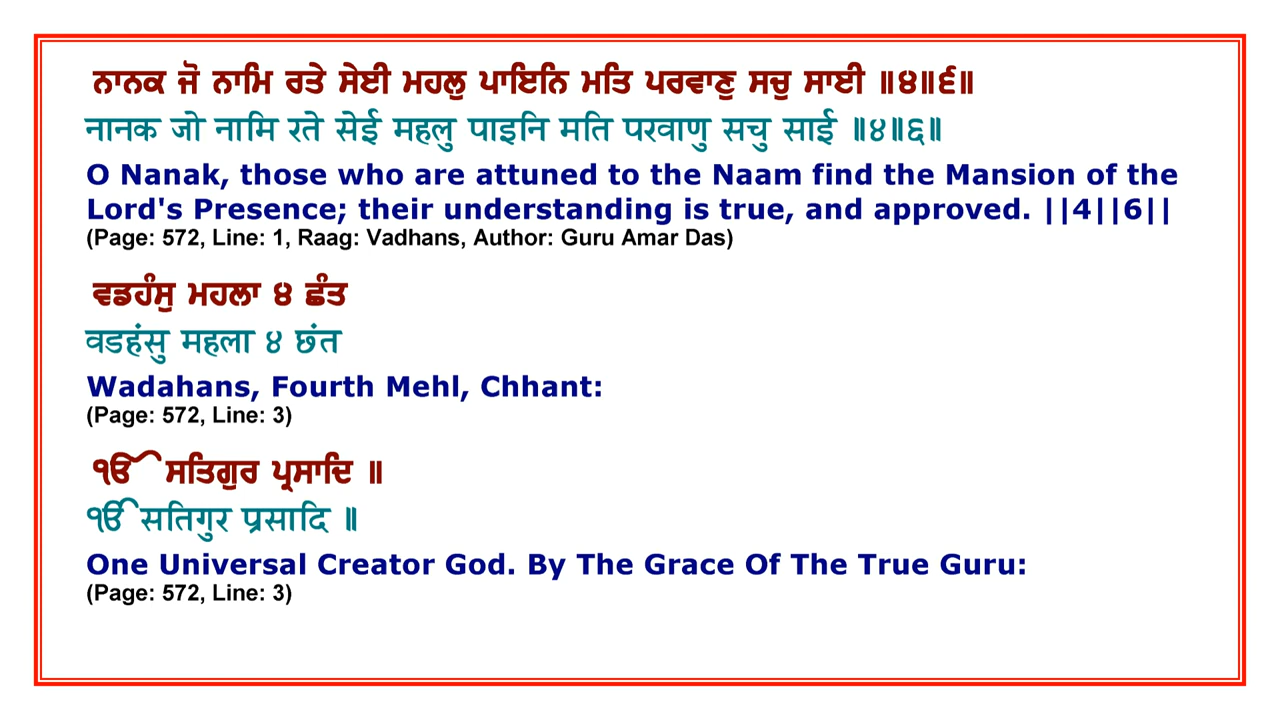 ਨਾਨਕ ਜੋ ਨਾਮਿ ਰਤੇ ਸੇਈ ਮਹਲੁ ਪਾਇਨਿ ਮਤਿ ਪਰਵਾਣੁ ਸਚੁ ਸਾਈ ॥੪॥੬॥
नानक जो नामि रते सेई महलु पाइनि मति परवाणु सचु साई ॥४॥६॥
O Nanak, those who are attuned to the Naam find the Mansion of the
Lord's Presence; their understanding is true, and approved. ||4||6||
(Page: 572, Line: 1, Raag: Vadhans, Author: Guru Amar Das)
ਵਡਹੰਸੁ ਮਹਲਾ ੪ ਛੰਤ
वडहंसु महला ४ छंत
Wadahans, Fourth Mehl, Chhant:
(Page: 572, Line: 3)
ੴ ਸਤਿਗੁਰ ਪ੍ਰਸਾਦਿ ॥
ੴ सतिगुर प्रसादि ॥
One Universal Creator God. By The Grace Of The True Guru:
(Page: 572, Line: 3)